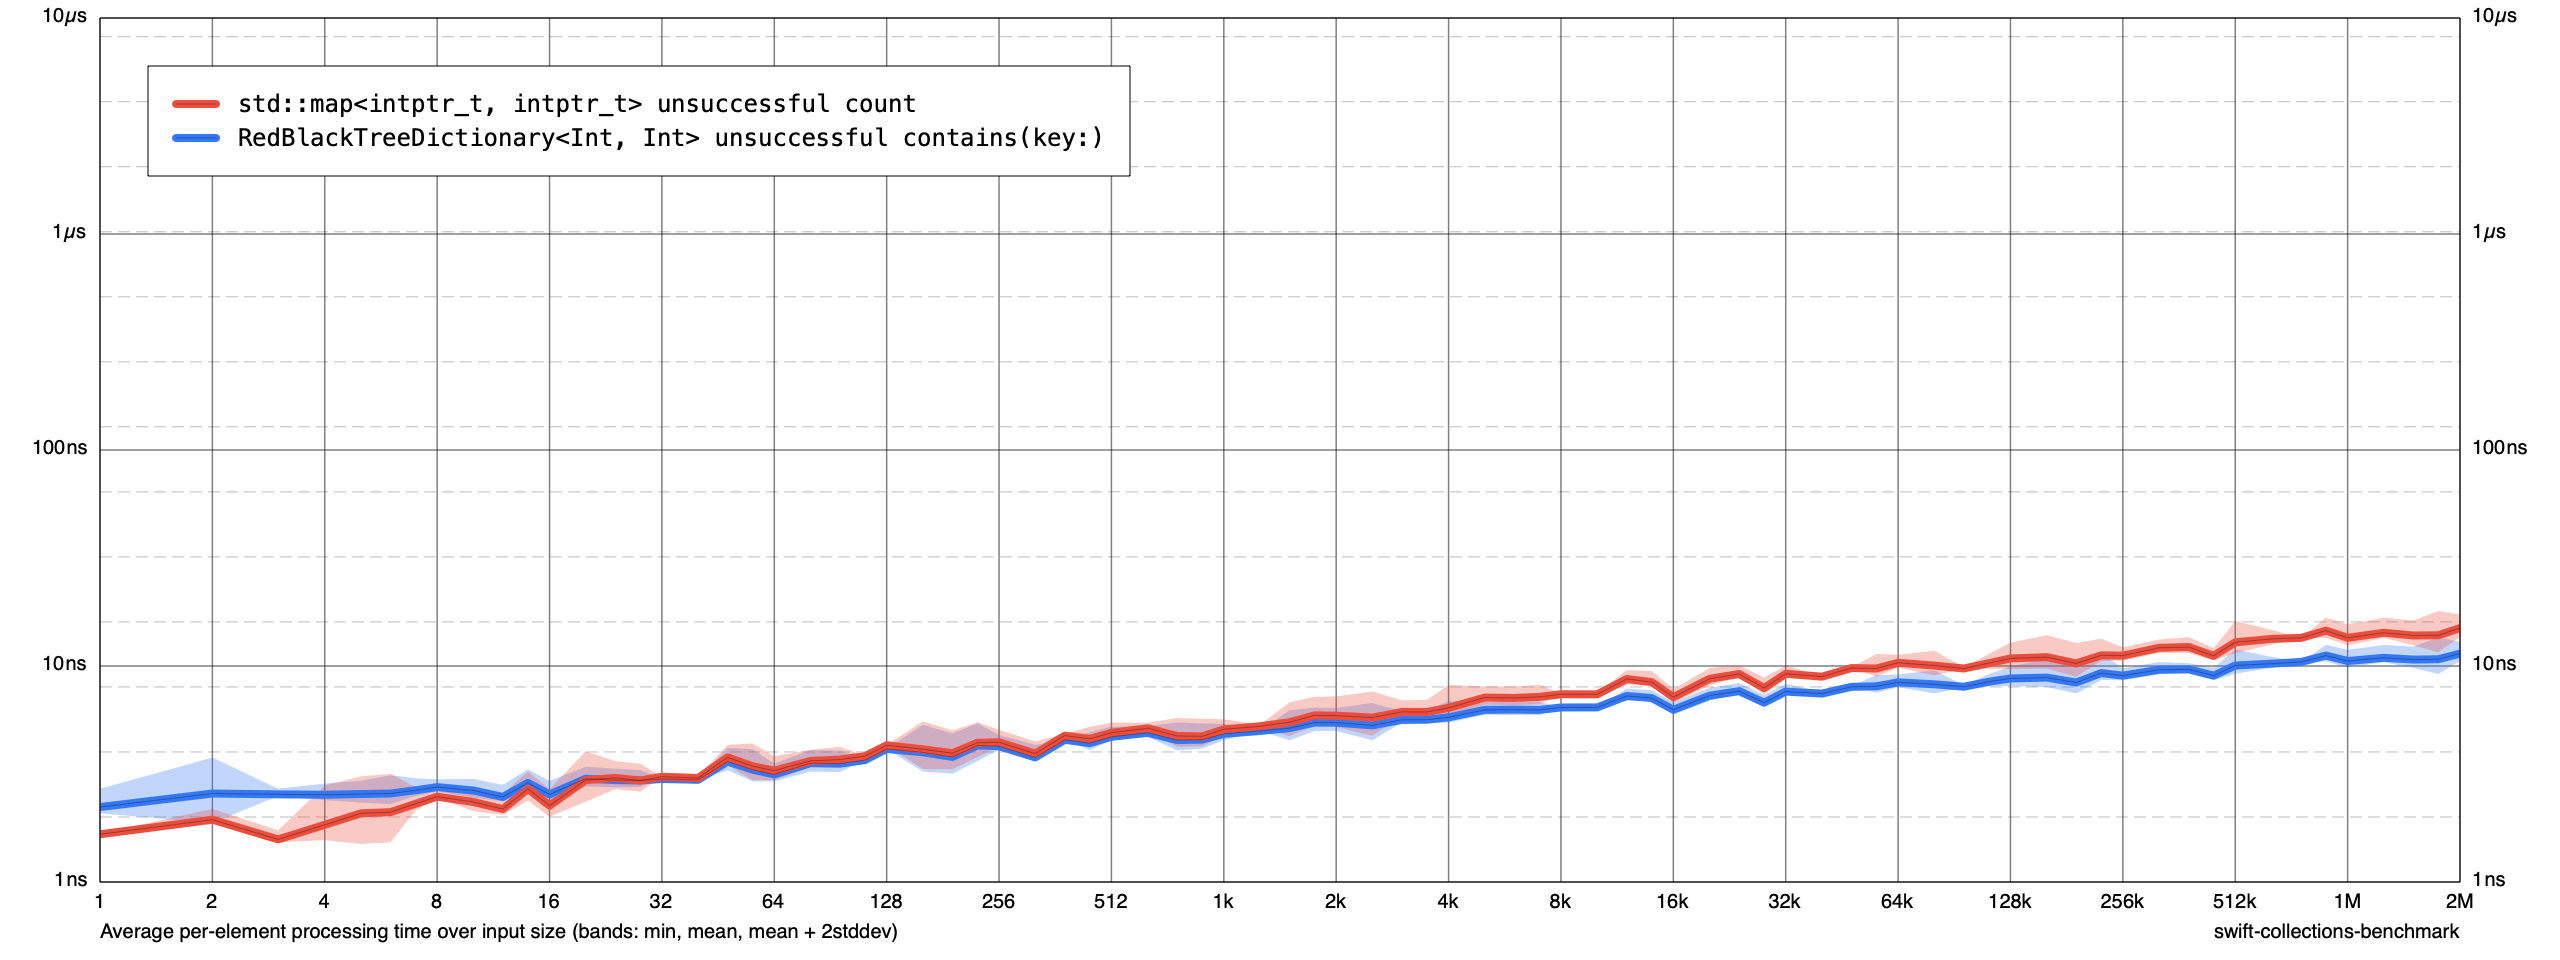 10µs
10µs
std::map<intptr_t, intptr_t> unsuccessful count
RedBlackTreeDictionary<Int, Int> unsuccessful contains(key:)
1µs
1µs
100ns
100ns
10ns
10ns
1ns
1ns
1 2 4 8 16 32 64 128 256 512 1k 2k 4k 8k 16k 32k 64k 128k 256k 512k 1M 2M
Average per-element processing time over input size (bands: min, mean, mean + 2stddev)
swift-collections-benchmark